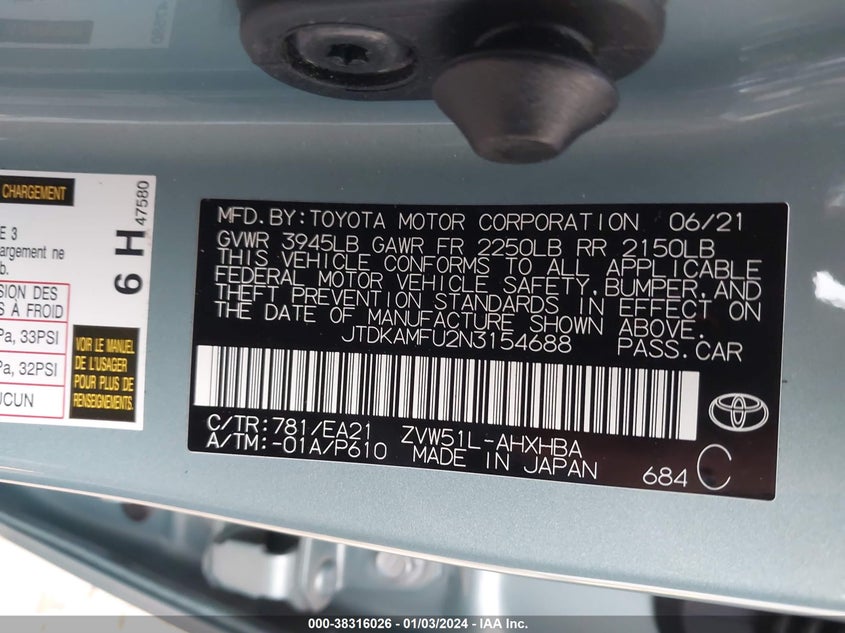 CHARGEMENT
E 3
argement ne
b.
SION DES
S À FROID
Pa, 33PSI
Pa, 32PSI
UCUN
VOIR LE MANUEL
DE L'USAGER
POUR PLUS DE
RENSEIGNEMENTS.
6 H 47580
MFD.BY:TOYOTA MOTOR CORPORATION 06/21
GVWR 3945LB GAWR FR 2250LB RR 2150LB
THIS VEHICLE CONFORMS TO ALL APPLICABLE
FEDERAL MOTOR VEHICLE SAFETY,BUMPER,AND
THEFT PREVENTION STANDARDS IN EFFECT ON
THE DATE OF MANUFACTURE SHOWN ABOVE.
JTDKAMFU2N3154688 PASS.CAR
C/TR:781/EA21 ZVW51L-AHXHBA
A/TM:-01A/P610 MADE IN JAPAN
684 C
000-38316026 - 01/03/2024 - IAA Inc.